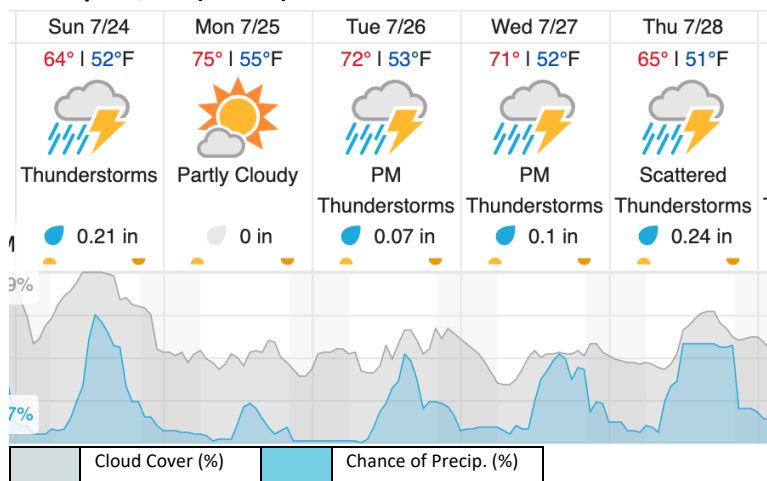 Sun 7/24 Mon 7/25 Tue 7/26 Wed 7/27 Thu 7/28
64° | 52°F 75° | 55°F 72° | 53°F 71° | 52°F 65° | 51°F
Thunderstorms Partly Cloudy PM PM Scattered
Thunderstorms Thunderstorms Thunderstorms
0.21 in 0 in 0.07 in 0.1 in 0.24 in
9%
7%
Cloud Cover (%) Chance of Precip. (%)